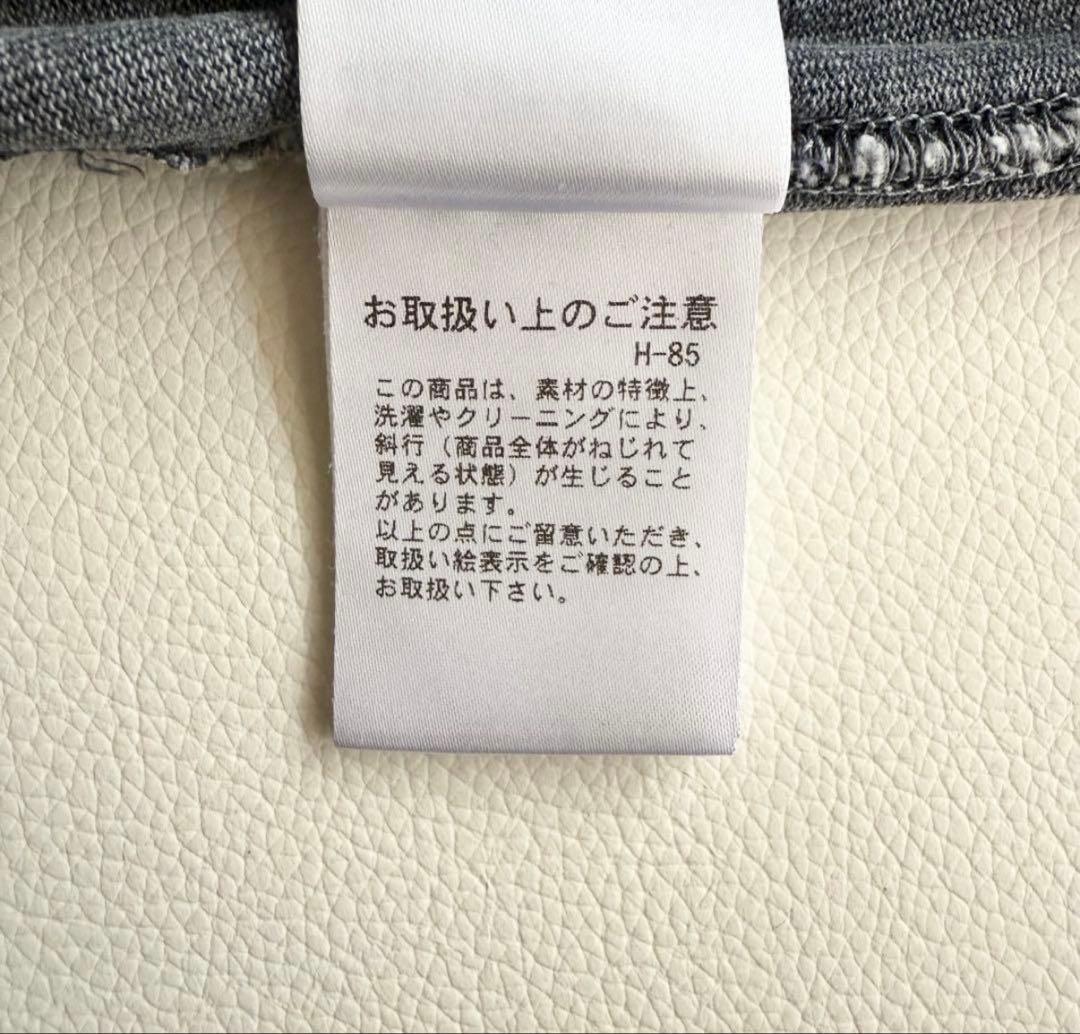 お取扱い上のご注意
H-85
この商品は、素材の特徴上、
洗濯やクリーニングにより、
斜行（商品全体がねじれて
見える状態）が生じること
があります。
以上の点にご留意いただき、
取扱い絵表示をご確認の上、
お取扱い下さい。